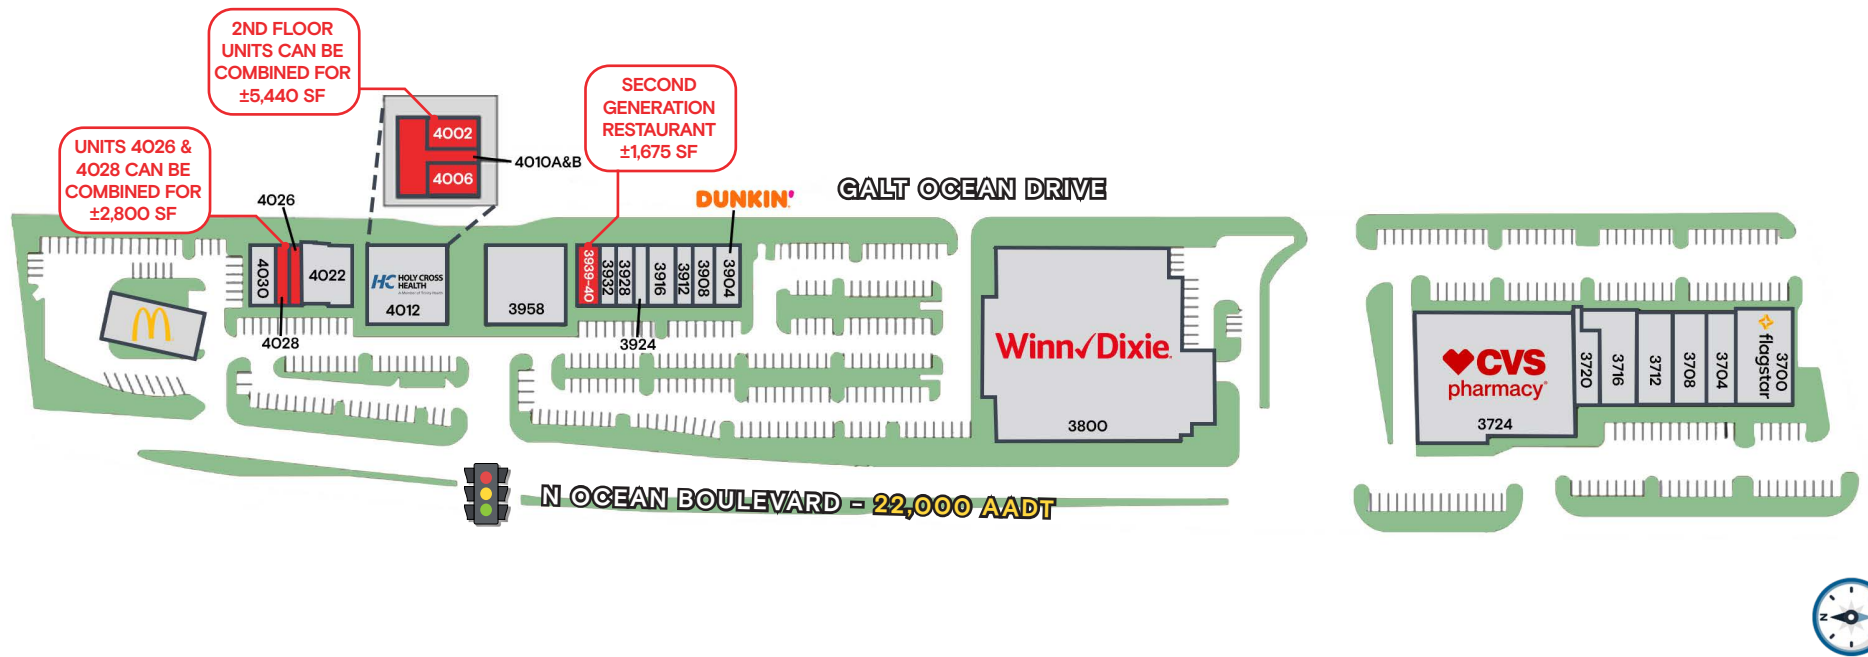 2ND FLOOR
UNITS CAN BE
COMBINED FOR
±5,440 SF
SECOND
GENERATION
RESTAURANT
±1,675 SF
UNITS 4026 &
4028 CAN BE
COMBINED FOR
±2,800 SF
4002
4010A&B
4006
4026
DUNKIN'
GALT OCEAN DRIVE
4030
4022
4028
HC HOLY CROSS
HEALTH
4012
3958
3939-40
3932
3928
3924
3916
3912
3908
3904
Winn Dixie
3800
CVS
pharmacy
3724
3720
3716
3712
3708
3704
flagstar
3700
N OCEAN BOULEVARD - 22,000 AADT
N